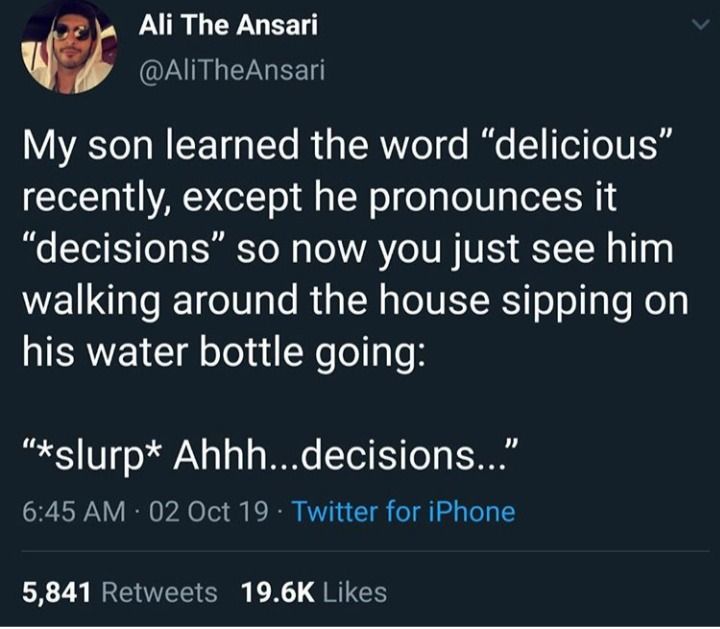 Ali The Ansari
@AliTheAnsari
My son learned the word “delicious”
recently, except he pronounces it
“decisions” so now you just see him
walking around the house sipping on
his water bottle going:
“*slurp* Ahhh...decisions...”
6:45 AM · 02 Oct 19 · Twitter for iPhone
5,841 Retweets 19.6K Likes